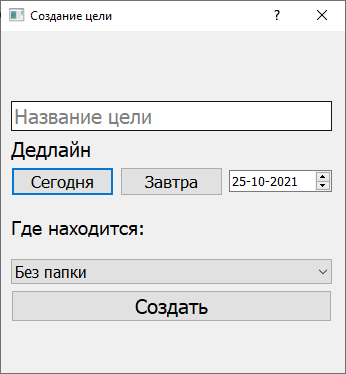 Создание цели
?
Название цели
Дедлайн
Сегодня Завтра 25-10-2021
Где находится:
Без папки
Создать